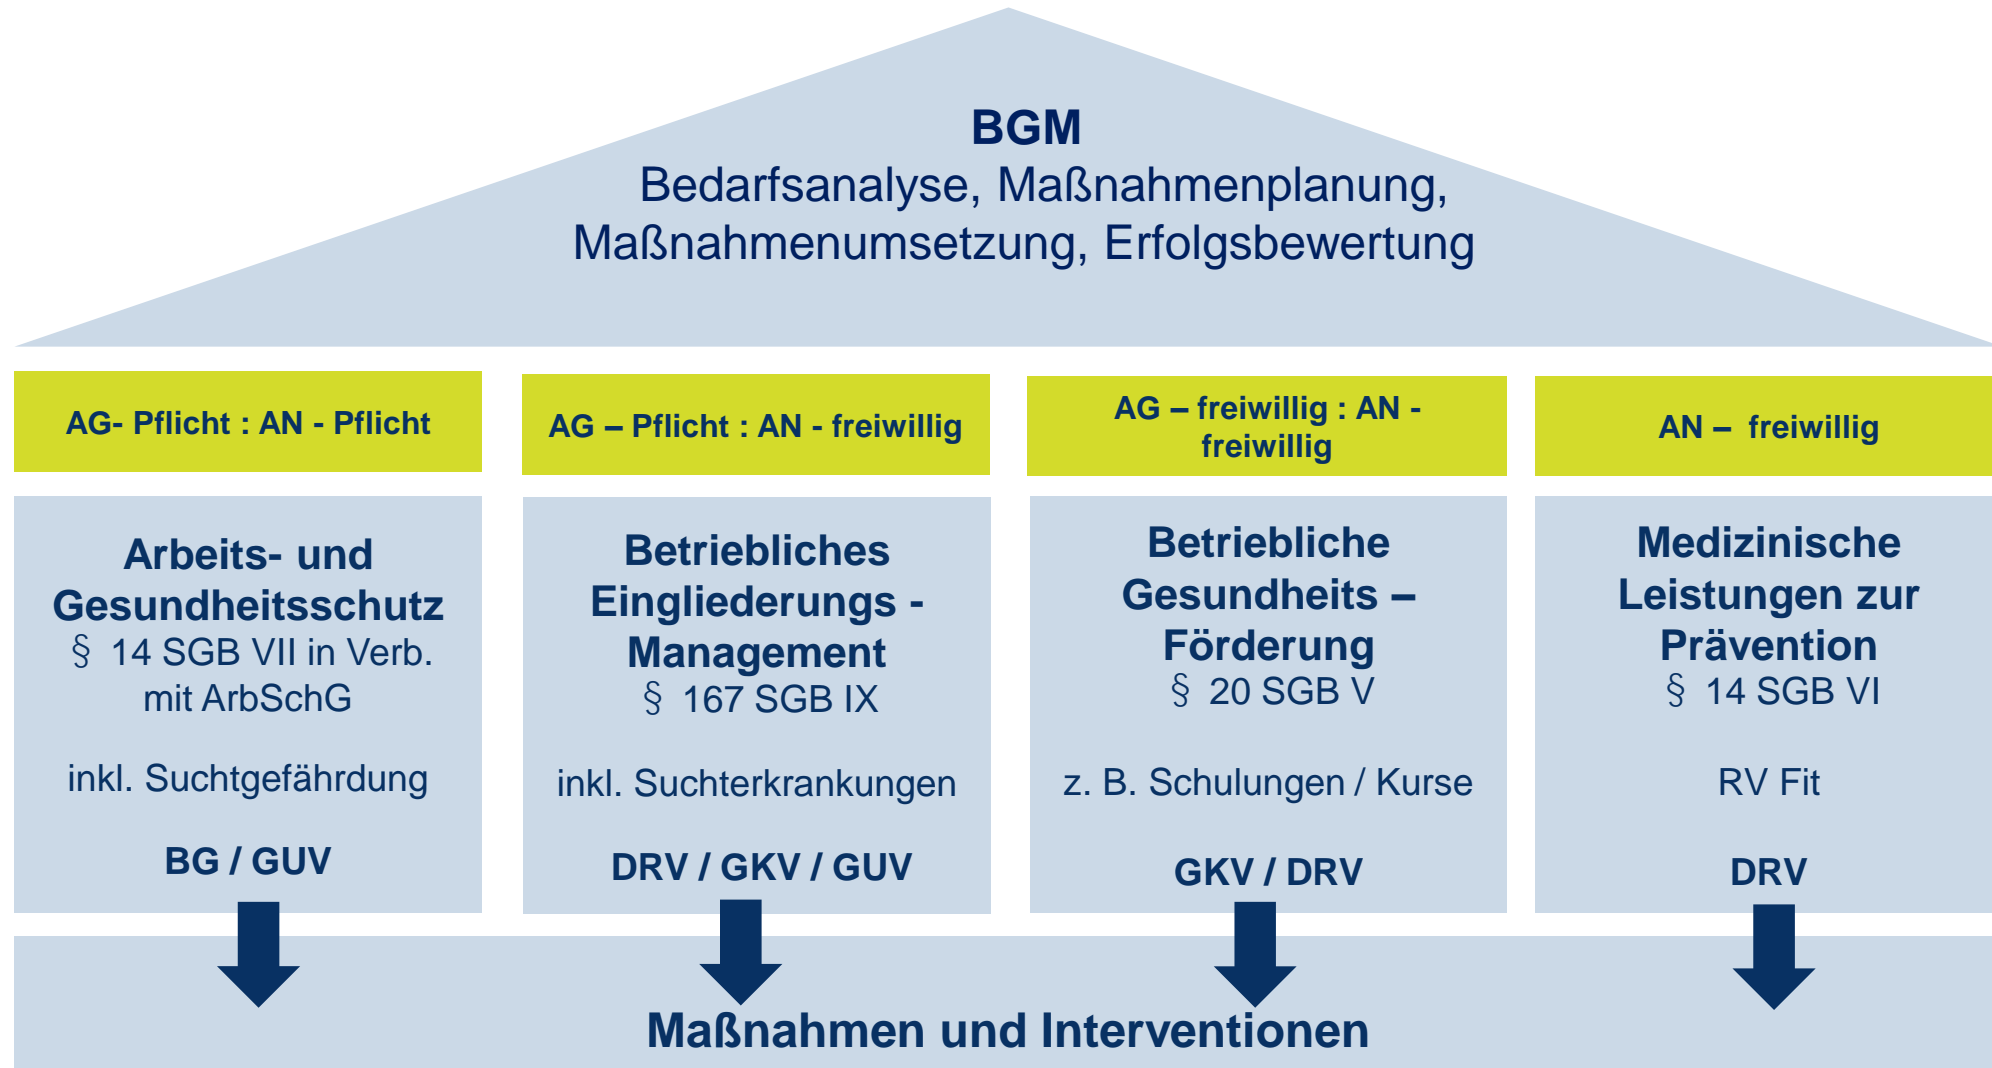 BGM
Bedarfsanalyse, Maßnahmenplanung,
Maßnahmenumsetzung, Erfolgsbewertung
AG- Pflicht : AN - Pflicht
AG – Pflicht : AN - freiwillig
AG – freiwillig : AN -
freiwillig
AN – freiwillig
Arbeits- und
Gesundheitsschutz
§ 14 SGB VII in Verb.
mit ArbSchG
inkl. Suchtgefährdung
BG / GUV
Betriebliches
Eingliederungs -
Management
§ 167 SGB IX
inkl. Suchterkrankungen
DRV / GKV / GUV
Betriebliche
Gesundheits –
Förderung
§ 20 SGB V
z. B. Schulungen / Kurse
GKV / DRV
Medizinische
Leistungen zur
Prävention
§ 14 SGB VI
RV Fit
DRV
Maßnahmen und Interventionen